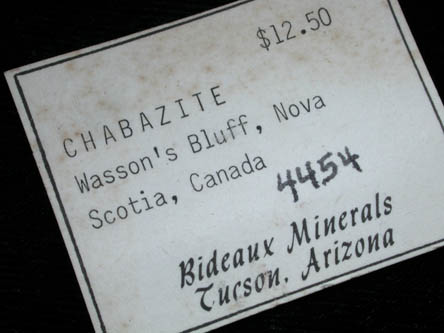 $12.50
CHABAZITE
Wasson's Bluff, Nova
Scotia, Canada
4454
Bideaux Minerals
Tucson, Arizona